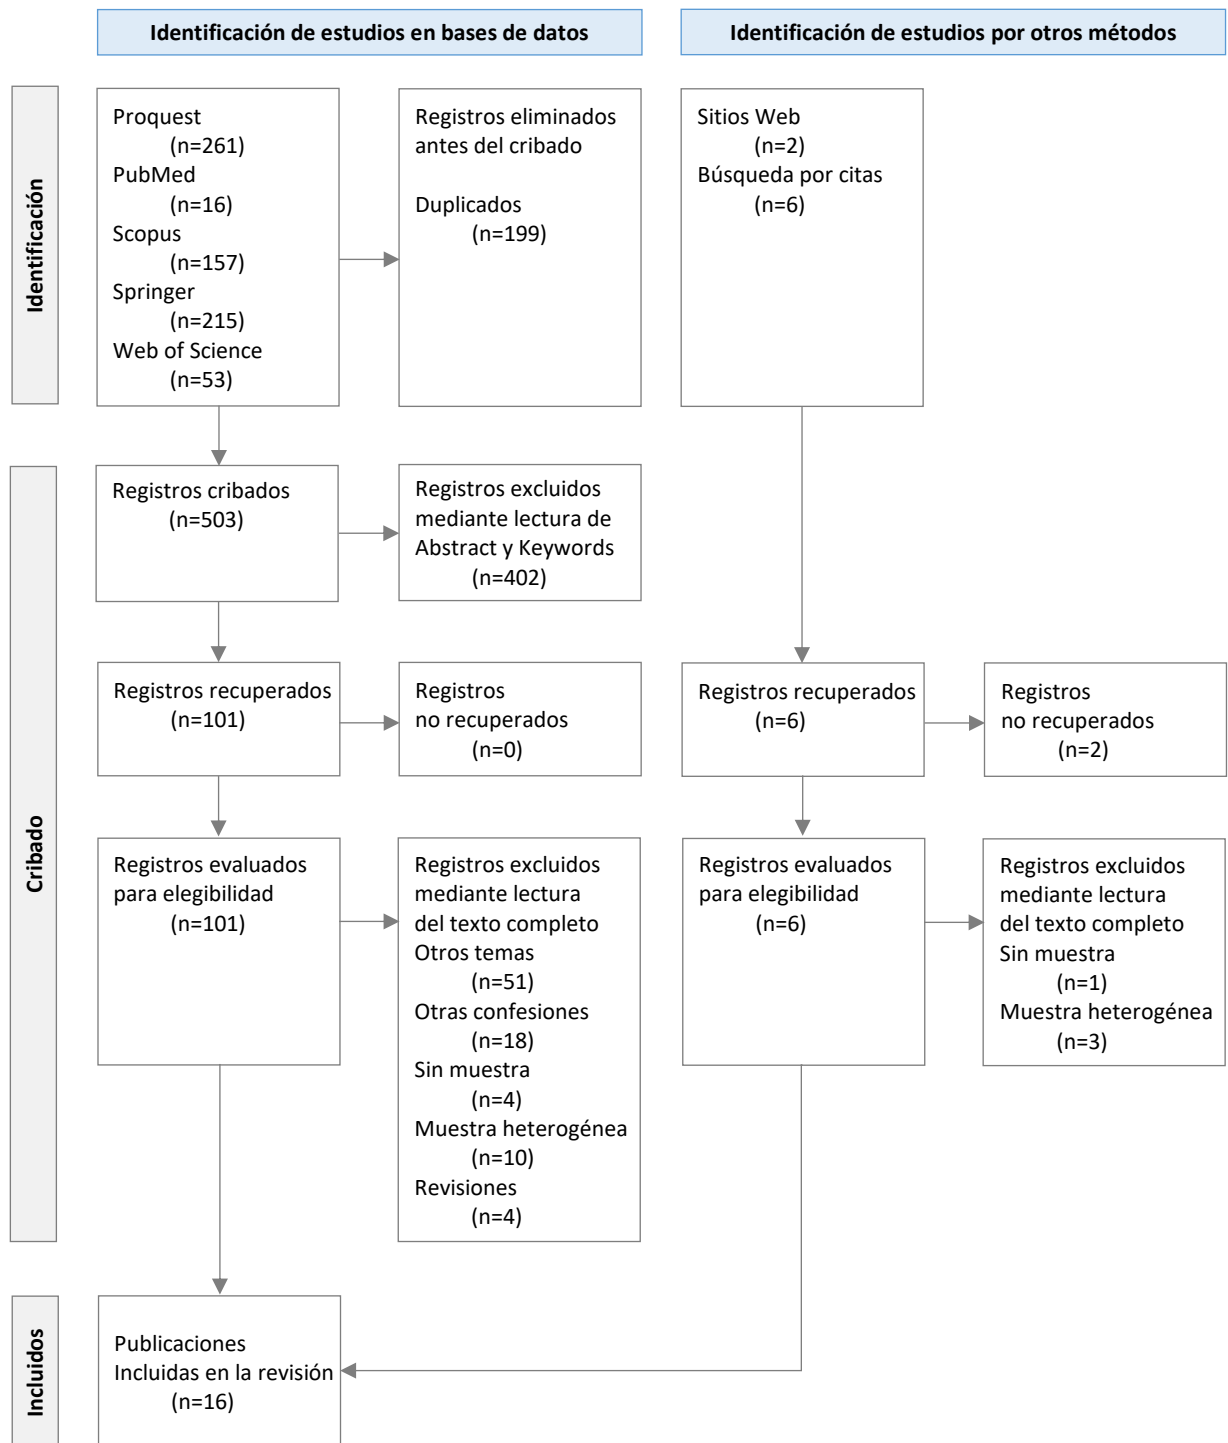 Identificación de estudios en bases de datos
Identificación de estudios por otros métodos
Identificación
Proquest
(n=261)
PubMed
(n=16)
Scopus
(n=157)
Springer
(n=215)
Web of Science
(n=53)
Registros eliminados
antes del cribado
Duplicados
(n=199)
Sitios Web
(n=2)
Búsqueda por citas
(n=6)
Cribado
Registros cribados
(n=503)
Registros excluidos
mediante lectura de
Abstract y Keywords
(n=402)
Registros recuperados
(n=101)
Registros
no recuperados
(n=0)
Registros recuperados
(n=6)
Registros
no recuperados
(n=2)
Registros evaluados
para elegibilidad
(n=101)
Registros excluidos
mediante lectura
del texto completo
Otros temas
(n=51)
Otras confesiones
(n=18)
Sin muestra
(n=4)
Muestra heterogénea
(n=10)
Revisiones
(n=4)
Registros evaluados
para elegibilidad
(n=6)
Registros excluidos
mediante lectura
del texto completo
Sin muestra
(n=1)
Muestra heterogénea
(n=3)
Incluidos
Publicaciones
Incluidas en la revisión
(n=16)